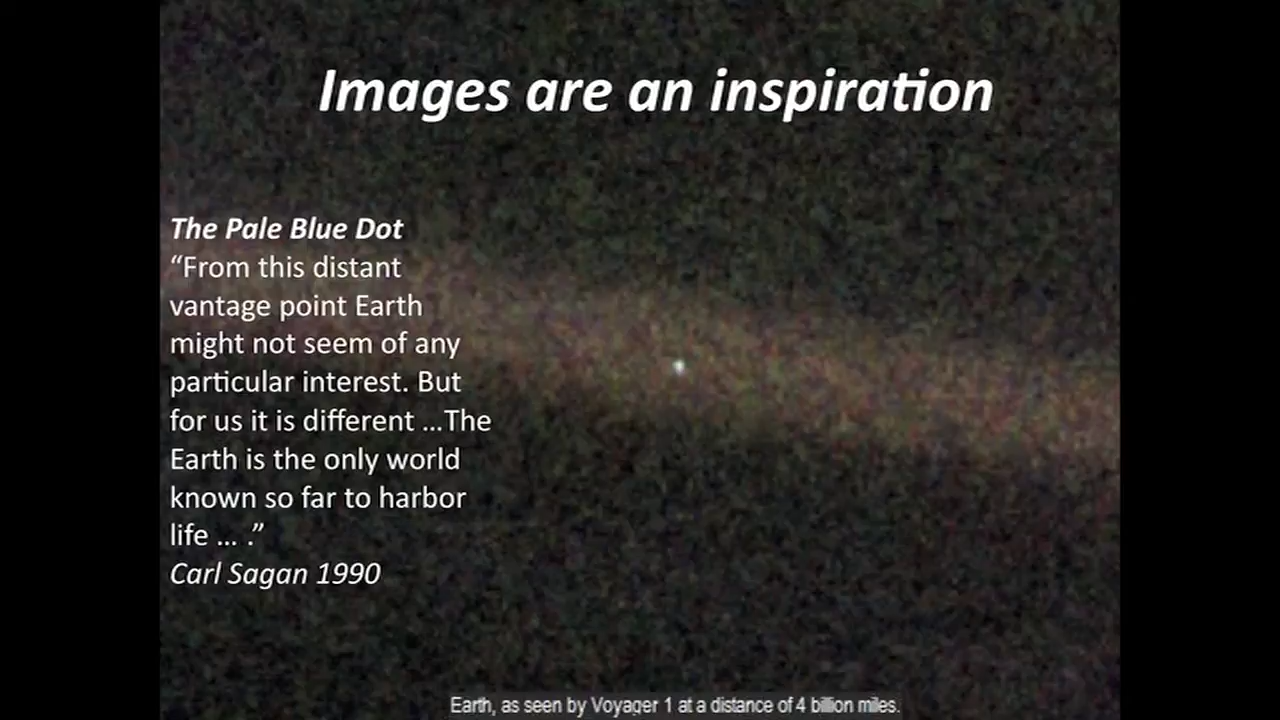 Images are an inspiration
The Pale Blue Dot
“From this distant
vantage point Earth
might not seem of any
particular interest. But
for us it is different …The
Earth is the only world
known so far to harbor
life … .”
Carl Sagan 1990
Earth, as seen by Voyager 1 at a distance of 4 billion miles.